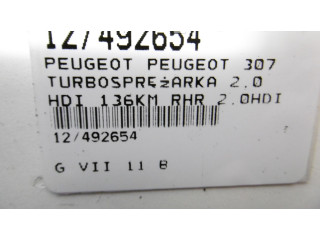 12/492654
PEUGEOT PEUGEOT 307
TURBOSPRĘŻARKA 2.0
HDI 136KM RHR 2.0HDI
12/492654
G VII 11 B